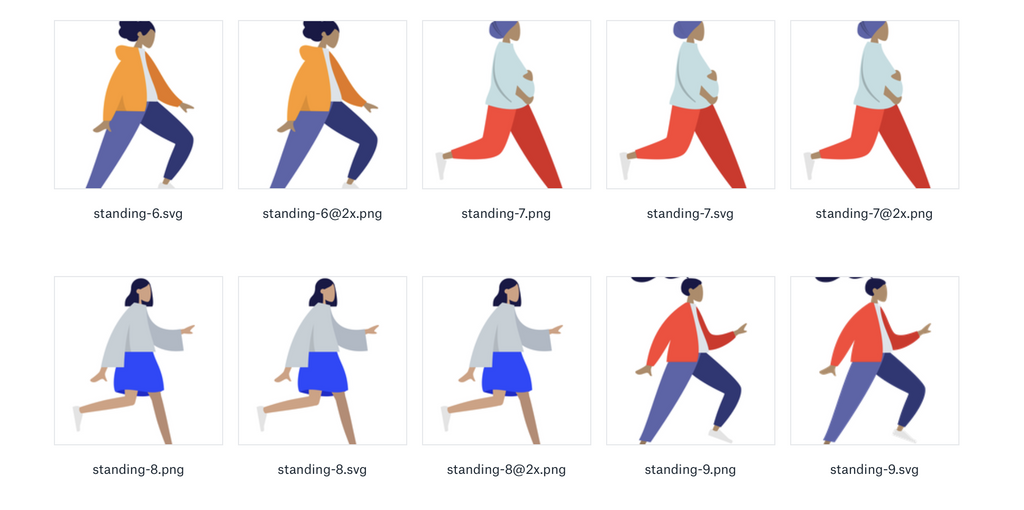 standing-6.svg
standing-6@2x.png
standing-7.png
standing-7.svg
standing-7@2x.png
standing-8.png
standing-8.svg
standing-8@2x.png
standing-9.png
standing-9.svg